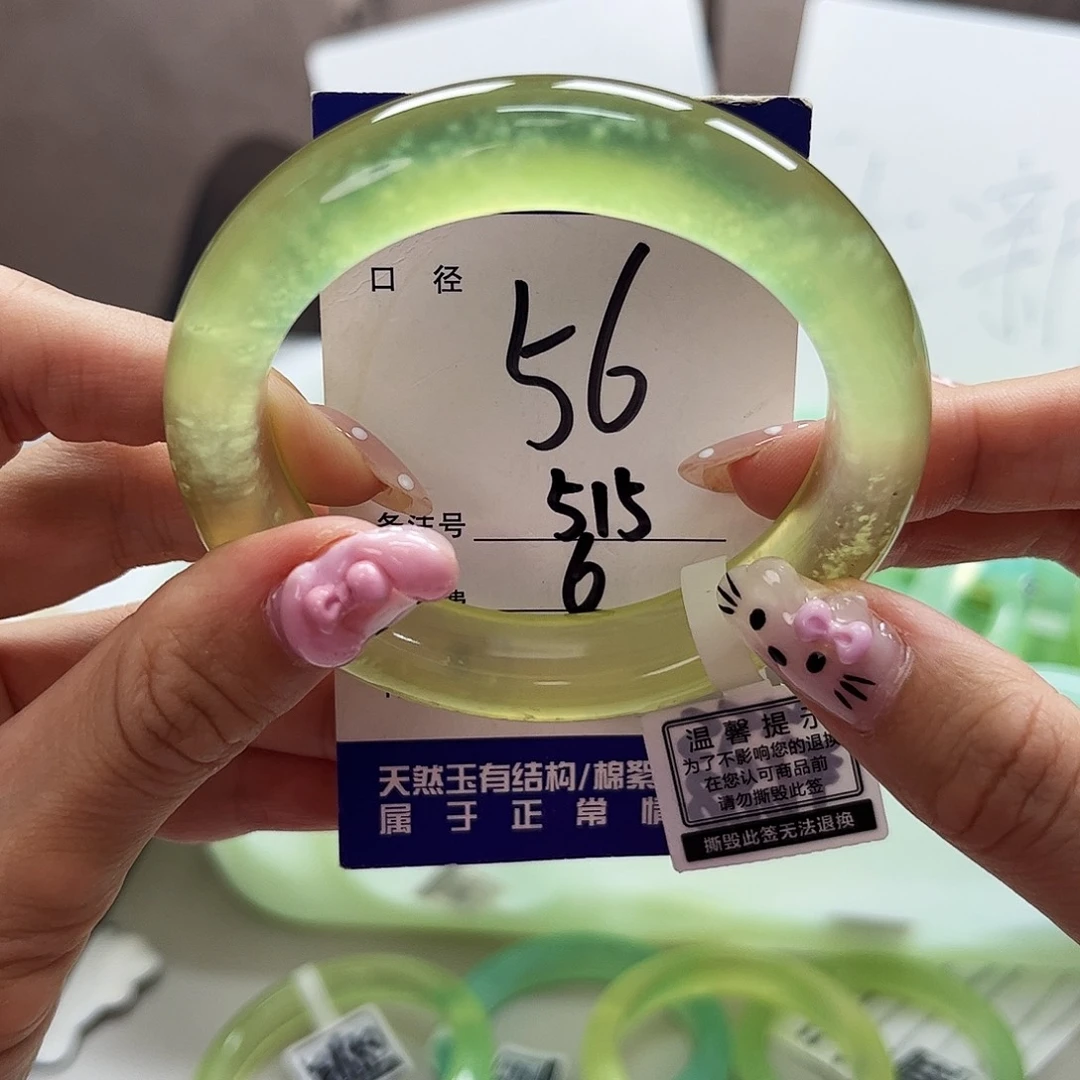 口 径
56
备注号 515
6
天然玉有结构/棉絮
属 于 正 常 情
温 馨 提 示
为了不影响您的退换
在您认可商品前
请勿撕毁此签
撕毁此签无法退换
新